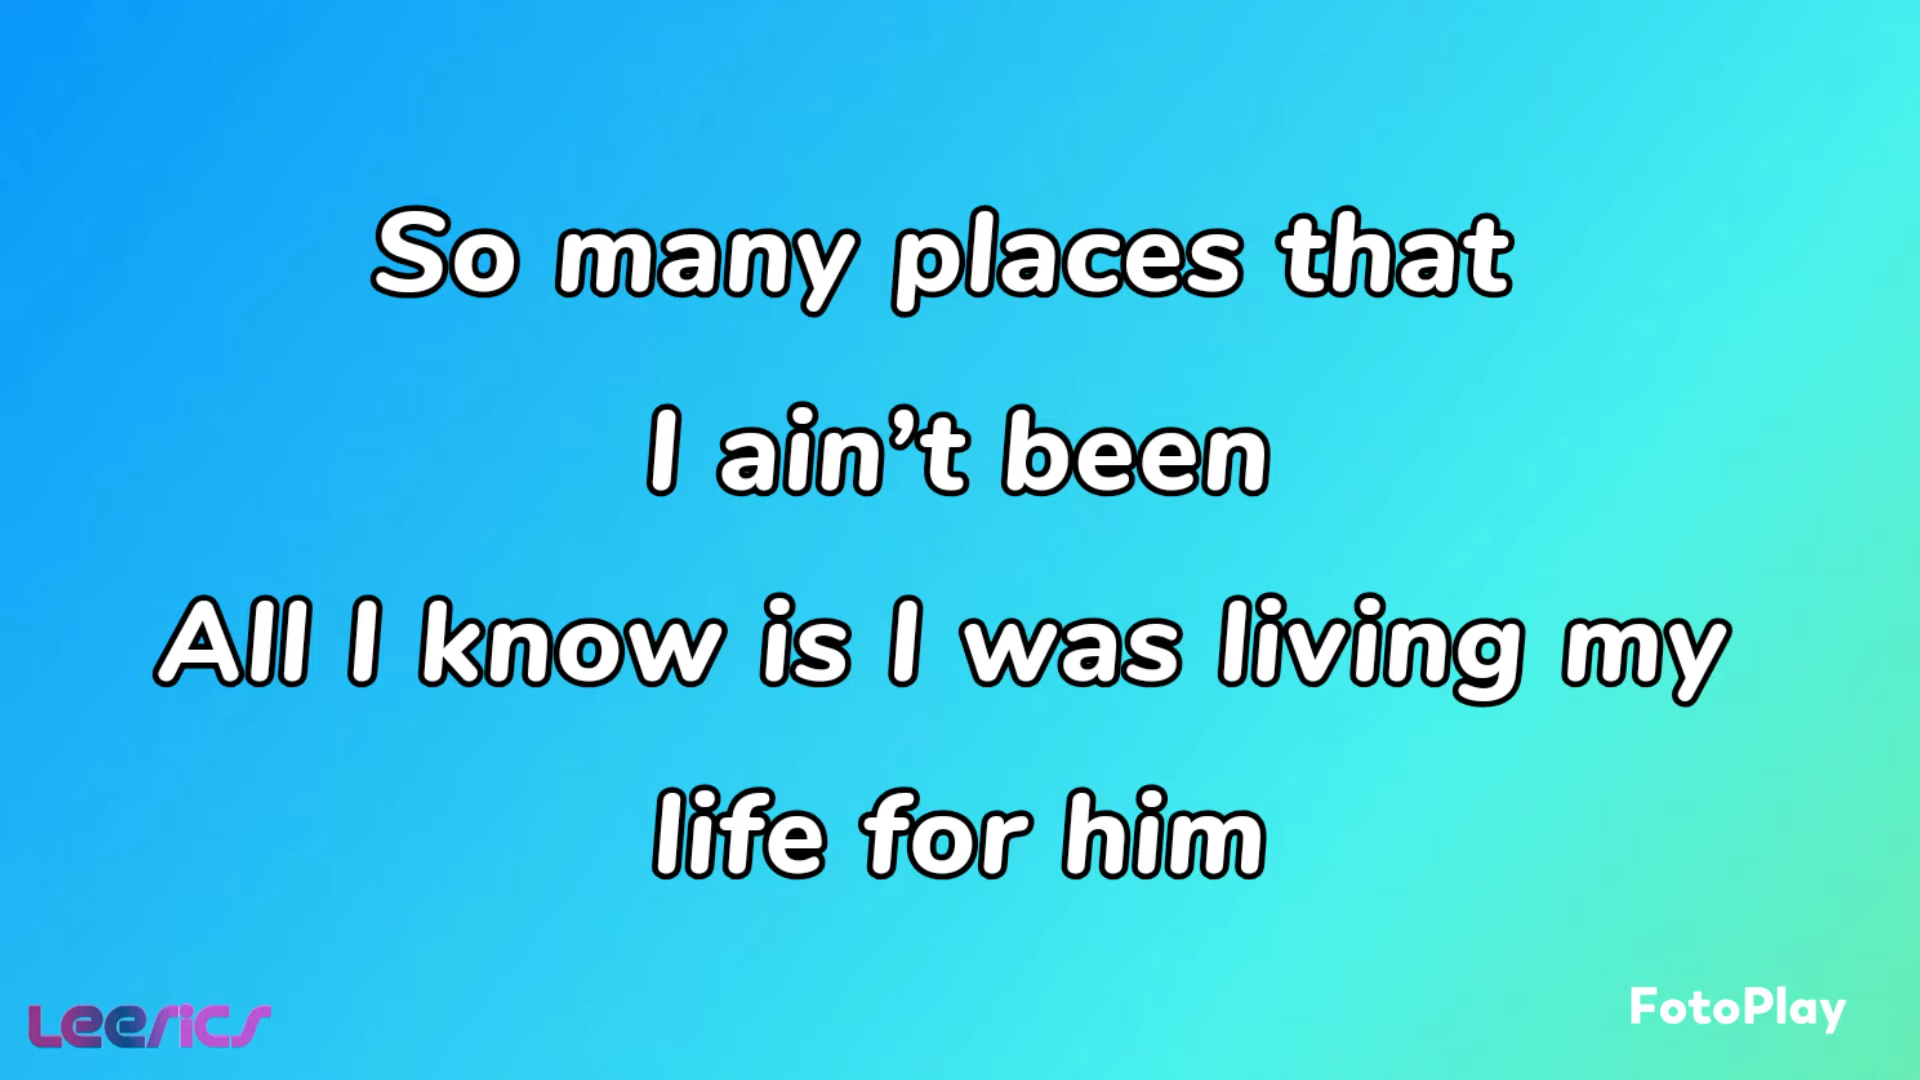 So many places that
I ain’t been
All I know is I was living my
life for him
Leerics
FotoPlay